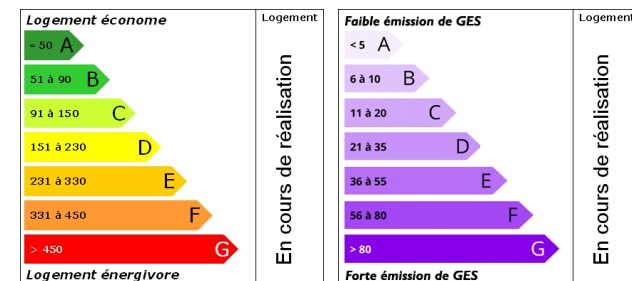 Logement économe
Logement
= 50 A
51 à 90 B
91 à 150 C
151 à 230 D
231 à 330 E
331 à 450 F
> 450 G
Logement énergivore
En cours de réalisation
Faible émission de GES
Logement
< 5 A
6 à 10 B
11 à 20 C
21 à 35 D
36 à 55 E
56 à 80 F
> 80 G
Forte émission de GES
En cours de réalisation